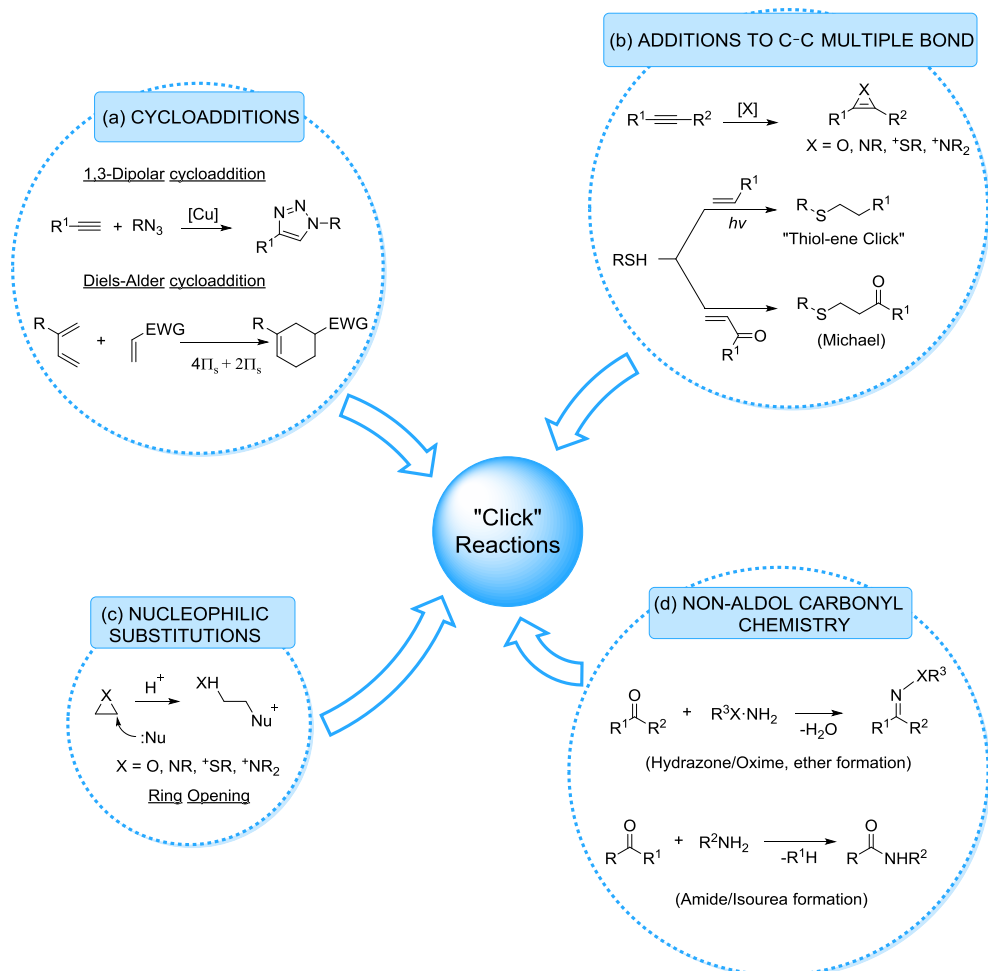 (a) CYCLOADDITIONS
1,3-Dipolar cycloaddition
R¹ + RN₃ [Cu] N N N R R¹
Diels-Alder cycloaddition
R + EWG R EWG
4Πₛ + 2Πₛ
(b) ADDITIONS TO C-C MULTIPLE BOND
R¹ R² [X] X R¹ R²
X = O, NR, ⁺SR, ⁺NR₂
R¹
hν
R S R¹
"Thiol-ene Click"
RSH
O R¹
R S O R¹
(Michael)
"Click"
Reactions
(c) NUCLEOPHILIC
SUBSTITUTIONS
X H⁺ XH
:Nu Nu⁺
X = O, NR, ⁺SR, ⁺NR₂
Ring Opening
(d) NON-ALDOL CARBONYL
CHEMISTRY
O R¹ R² + R³X·NH₂ -H₂O N XR³ R¹ R²
(Hydrazone/Oxime, ether formation)
O R R¹ + R²NH₂ -R¹H O R NHR²
(Amide/Isourea formation)